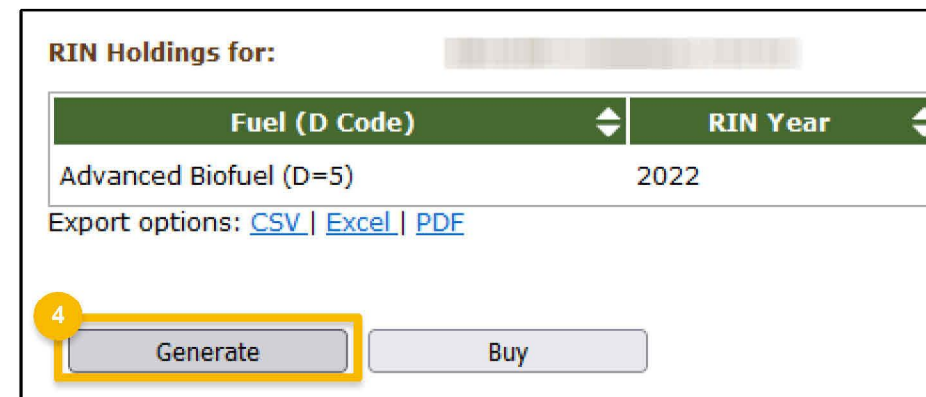 RIN Holdings for:
Fuel (D Code) RIN Year
Advanced Biofuel (D=5) 2022
Export options: CSV | Excel | PDF
4
Generate Buy